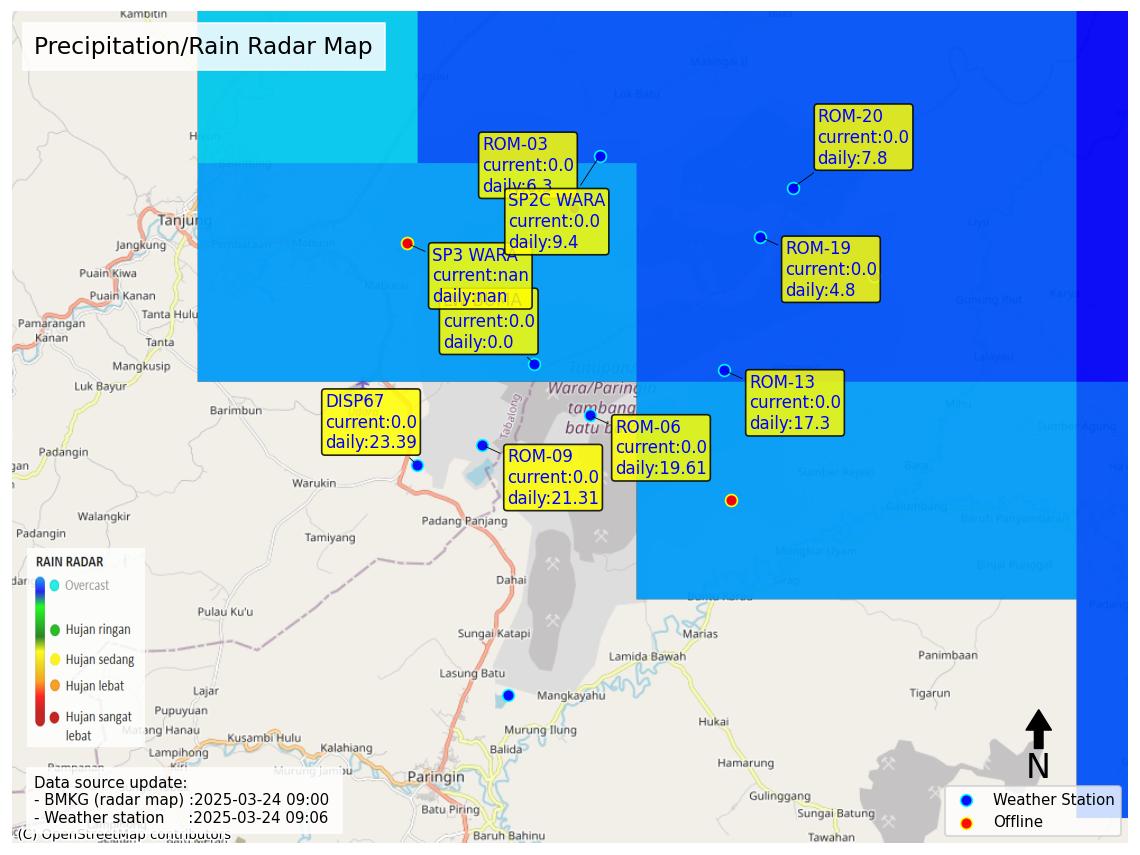 Kambitin
Precipitation/Rain Radar Map
ROM-20
current:0.0
daily:7.8
ROM-03
current:0.0
daily:6.3
SP2C WARA
current:0.0
daily:9.4
Tanjung
Jangkung
SP3 WARA
current:nan
daily:nan
ROM-19
current:0.0
daily:4.8
Puain Kiwa
Puain Kanan
Tanta Hulu
current:0.0
daily:0.0
Pamarangan
Kanan
Tanta
Mangkusip
Luk Bayur
Wara/Paringin
tambang
batu b
ROM-13
current:0.0
daily:17.3
DISP67
current:0.0
daily:23.39
Barimbun
Tabalong
ROM-06
current:0.0
daily:19.61
Padangin
ROM-09
current:0.0
daily:21.31
Warukin
Walangkir
Padangin
Tamiyang
Padang Panjang
RAIN RADAR
Overcast
Hujan ringan
Hujan sedang
Hujan lebat
Hujan sangat
lebat
Dahai
Pulau Ku'u
Sungai Katapi
Marias
Lamida Bawah
Panimbaan
Lasung Batu
Lajar
Mangkayahu
Tigarun
Pupuyuan
Matang Hanau
Hukai
Murung Ilung
Kusambi Hulu
Lampihong
Kalahiang
Balida
Hamarung
Paringin
N
Gulinggang
Batu Piring
Sungai Batung
Baruh Bahinu
Tawahan
Data source update:
- BMKG (radar map) :2025-03-24 09:00
- Weather station :2025-03-24 09:06
(C) OpenStreetMap contributors
Weather Station
Offline